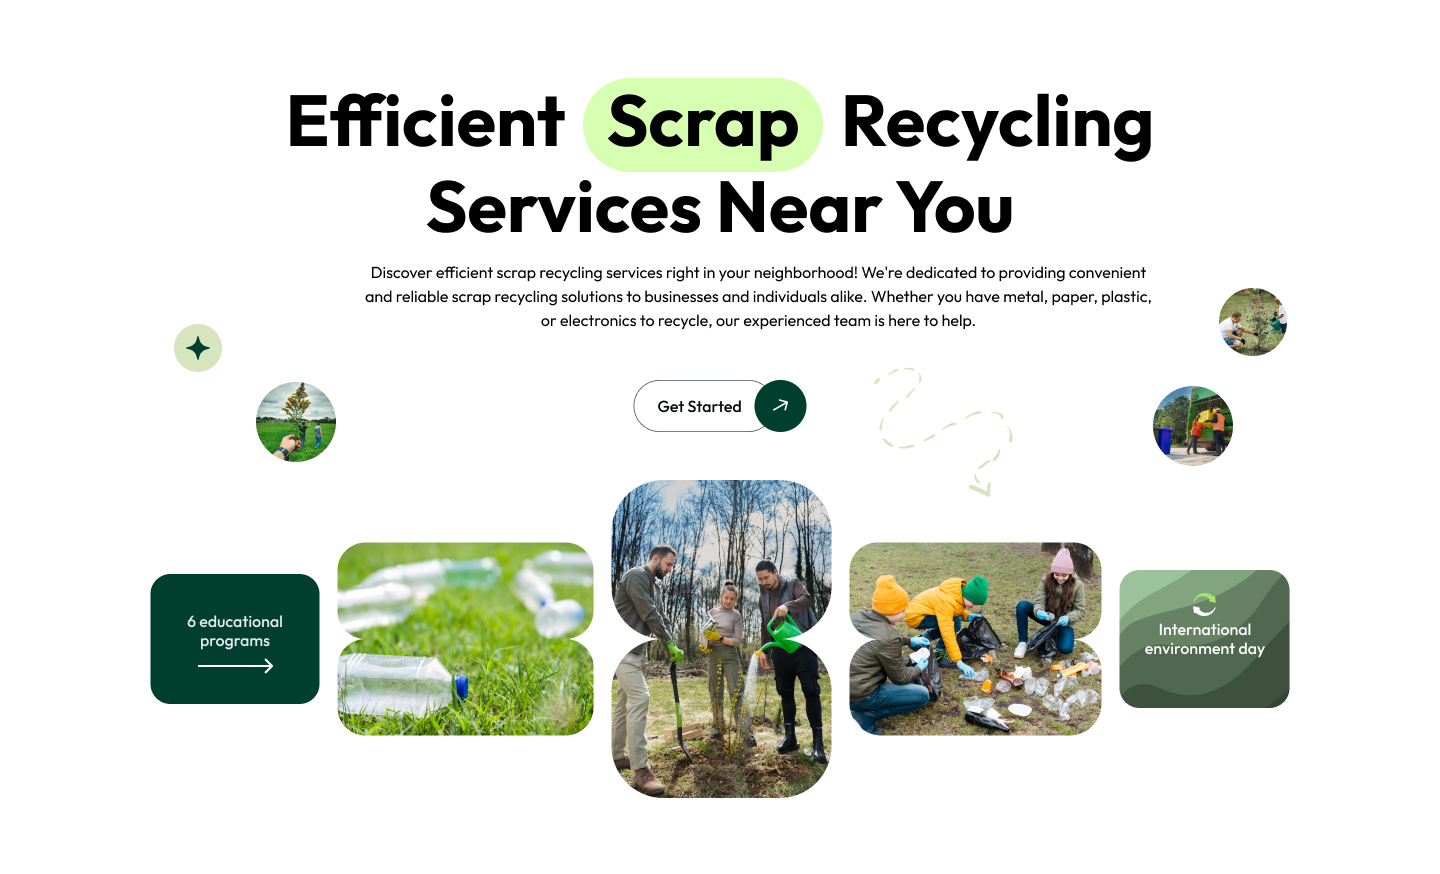 Efficient Scrap Recycling
Services Near You
Discover efficient scrap recycling services right in your neighborhood! We're dedicated to providing convenient
and reliable scrap recycling solutions to businesses and individuals alike. Whether you have metal, paper, plastic,
or electronics to recycle, our experienced team is here to help.
Get Started
6 educational
programs
International
environment day